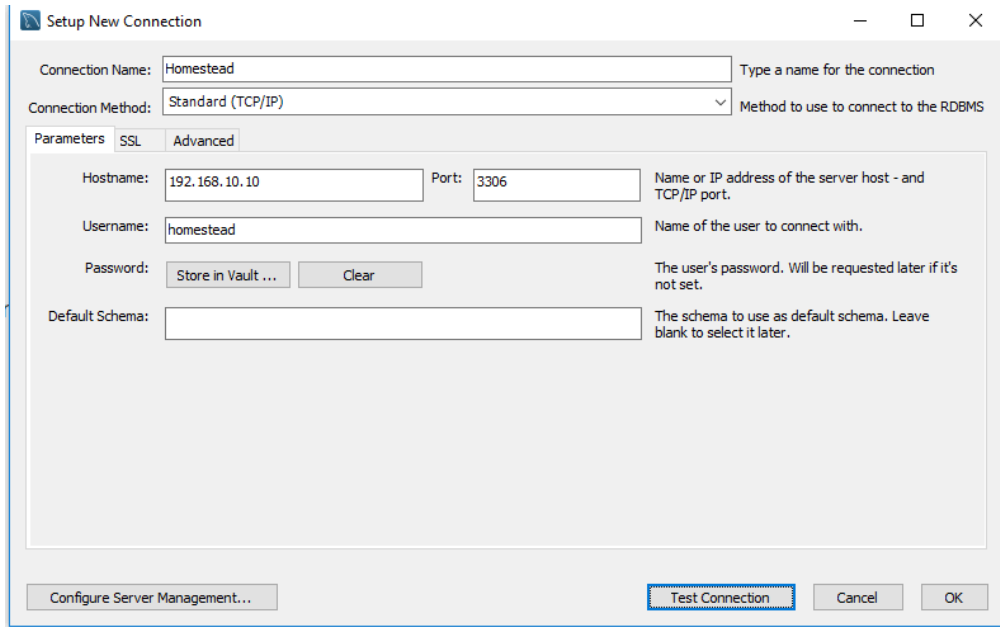 Setup New Connection
Connection Name: Homestead Type a name for the connection
Connection Method: Standard (TCP/IP) Method to use to connect to the RDBMS
Parameters SSL Advanced
Hostname: 192.168.10.10 Port: 3306 Name or IP address of the server host - and
TCP/IP port.
Username: homestead Name of the user to connect with.
Password: Store in Vault ... Clear The user's password. Will be requested later if it's
not set.
Default Schema: The schema to use as default schema. Leave
blank to select it later.
Configure Server Management... Test Connection Cancel OK